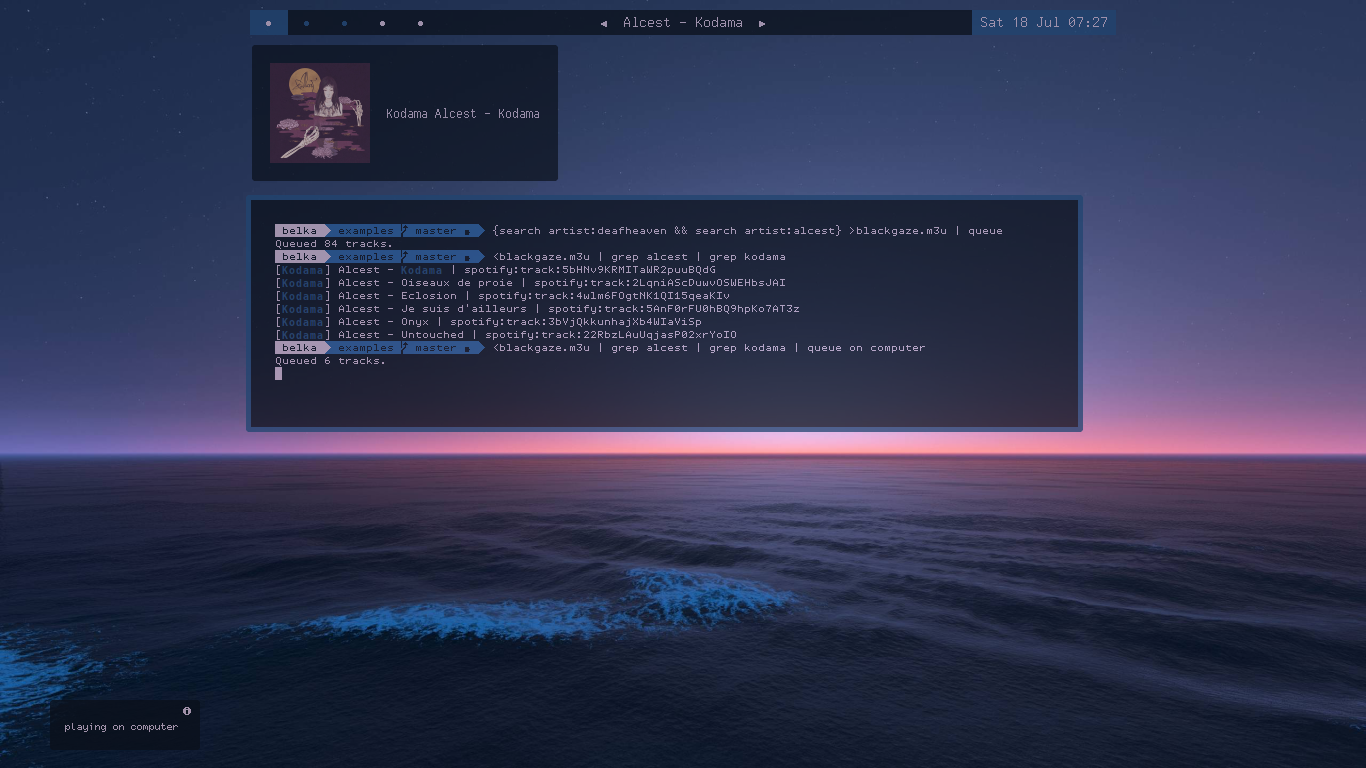 ◀ Alcest - Kodama ▶ Sat 18 Jul 07:27
Kodama Alcest - Kodama
belka examples master {search artist:deafheaven && search artist:alcest} >blackgaze.m3u | queue
Queued 84 tracks.
belka examples master <blackgaze.m3u | grep alcest | grep kodama
[Kodama] Alcest - Kodama | spotify:track:5bHNv9KRMITaWR2puuBQdG
[Kodama] Alcest - Oiseaux de proie | spotify:track:2LqniAScDuwvOSWEHbsJAI
[Kodama] Alcest - Eclosion | spotify:track:4wlm6FOgtNK1QI15qeaKIv
[Kodama] Alcest - Je suis d'ailleurs | spotify:track:5AnF0rFU0hBQ9hpKo7AT3z
[Kodama] Alcest - Onyx | spotify:track:3bVjQkkunhajXb4WIaViSp
[Kodama] Alcest - Untouched | spotify:track:22RbzLAuUqjasR02xrYoIO
belka examples master <blackgaze.m3u | grep alcest | grep kodama | queue on computer
Queued 6 tracks.
playing on computer